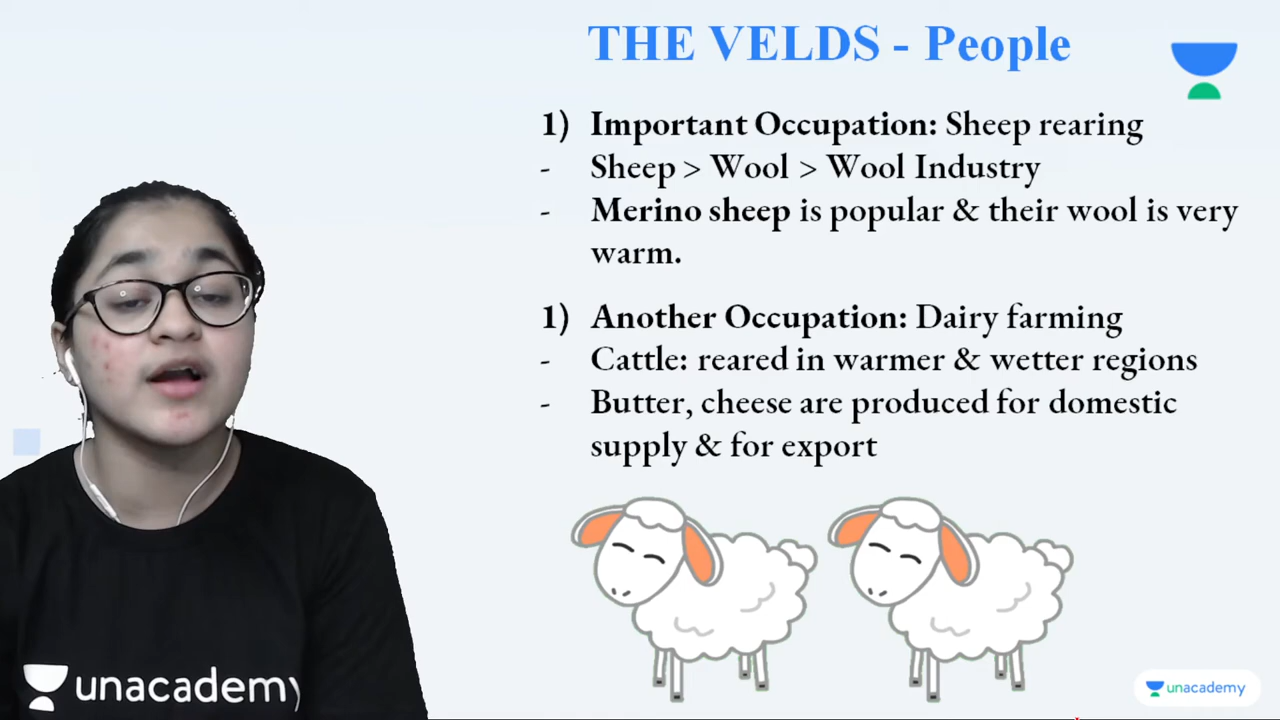 THE VELDS - People
1) Important Occupation: Sheep rearing
- Sheep > Wool > Wool Industry
- Merino sheep is popular & their wool is very
warm.
1) Another Occupation: Dairy farming
- Cattle: reared in warmer & wetter regions
- Butter, cheese are produced for domestic
supply & for export
unacademy
unacademy